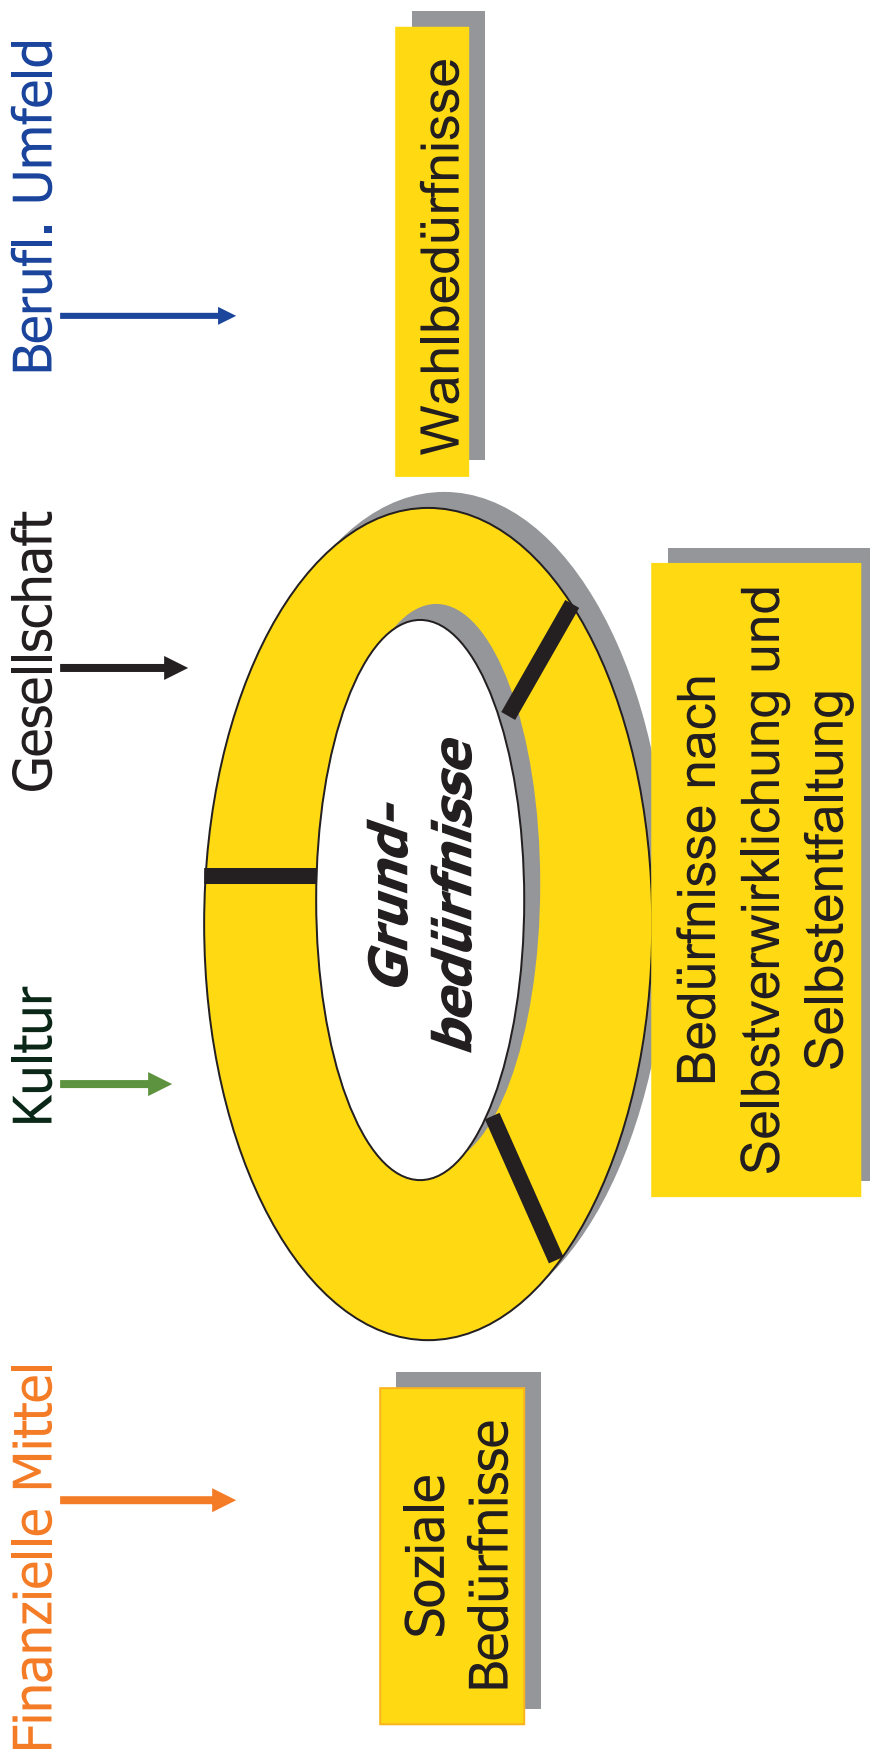 Finanzielle Mittel
Kultur
Gesellschaft
Berufl. Umfeld
Soziale
Bedürfnisse
Grund-
bedürfnisse
Wahlbedürfnisse
Bedürfnisse nach
Selbstverwirklichung und
Selbstentfaltung